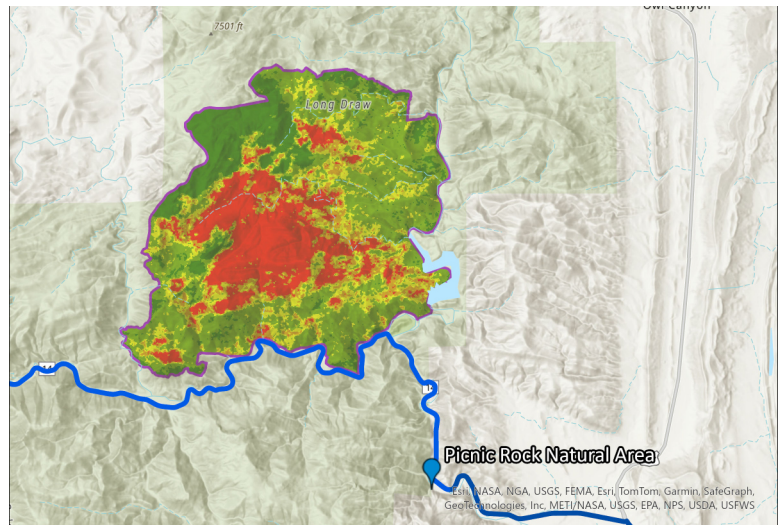 Owl Canyon
7501 ft
Long Draw
14
14
Picnic Rock Natural Area
Esri, NASA, NGA, USGS, FEMA, Esri, TomTom, Garmin, SafeGraph,
GeoTechnologies, Inc, METI/NASA, USGS, EPA, NPS, USDA, USFWS